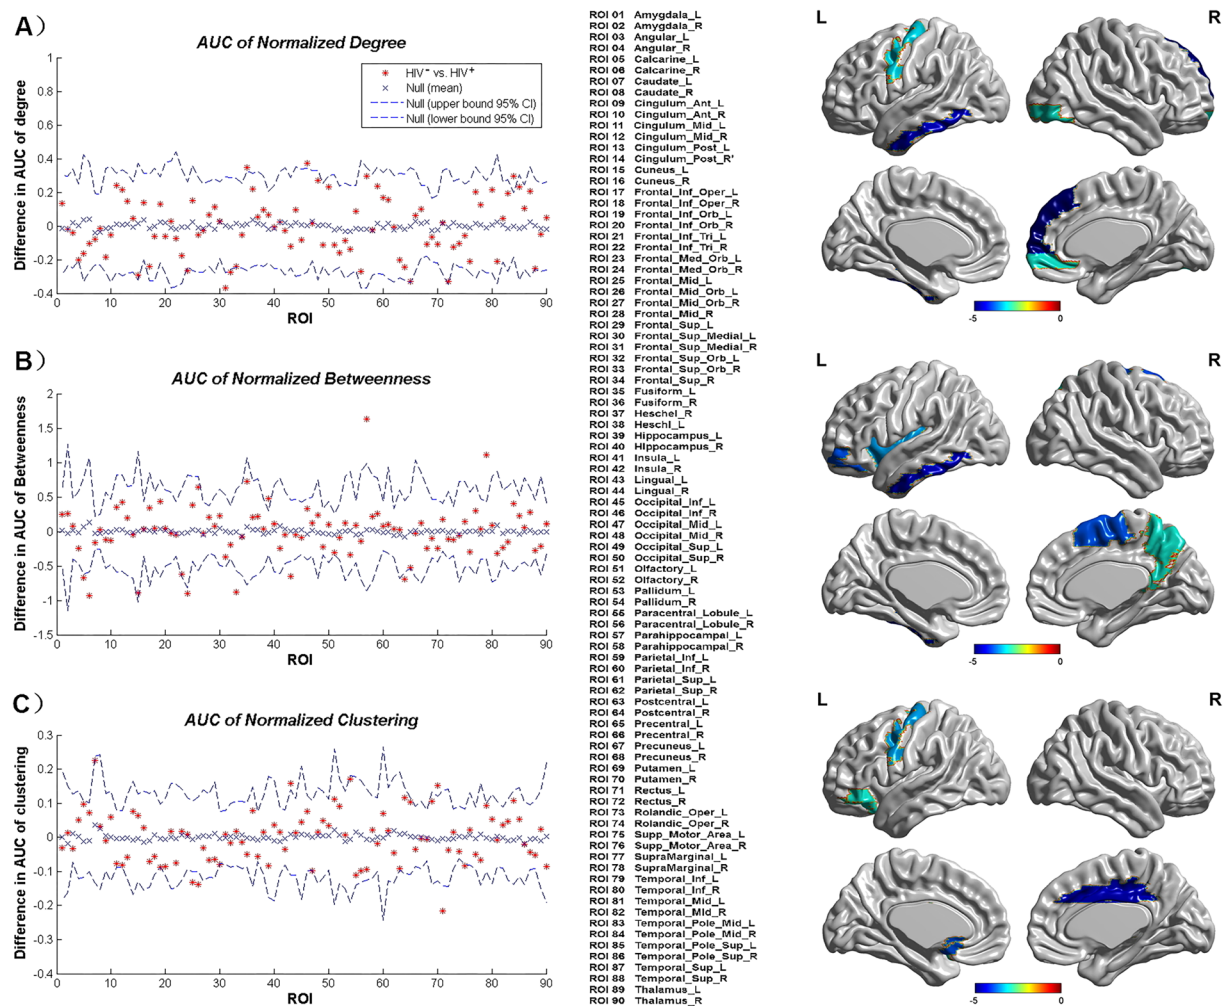 A)
AUC of Normalized Degree
Difference in AUC of degree
1
0.8
0.6
0.4
0.2
0
-0.2
-0.4
0 10 20 30 40 50 60 70 80 90
ROI
HIV- vs. HIV+
Null (mean)
Null (upper bound 95% CI)
Null (lower bound 95% CI)
B)
AUC of Normalized Betweenness
Difference in AUC of Betweenness
2
1.5
1
0.5
0
-0.5
-1
-1.5
0 10 20 30 40 50 60 70 80 90
ROI
C)
AUC of Normalized Clustering
Difference in AUC of clustering
0.3
0.2
0.1
0
-0.1
-0.2
-0.3
-0.4
0 10 20 30 40 50 60 70 80 90
ROI
ROI 01 Amygdala_L
ROI 02 Amygdala_R
ROI 03 Angular_L
ROI 04 Angular_R
ROI 05 Calcarine_L
ROI 06 Calcarine_R
ROI 07 Caudate_L
ROI 08 Caudate_R
ROI 09 Cingulum_Ant_L
ROI 10 Cingulum_Ant_R
ROI 11 Cingulum_Mid_L
ROI 12 Cingulum_Mid_R
ROI 13 Cingulum_Post_L
ROI 14 Cingulum_Post_R'
ROI 15 Cuneus_L
ROI 16 Cuneus_R
ROI 17 Frontal_Inf_Oper_L
ROI 18 Frontal_Inf_Oper_R
ROI 19 Frontal_Inf_Orb_L
ROI 20 Frontal_Inf_Orb_R
ROI 21 Frontal_Inf_Tri_L
ROI 22 Frontal_Inf_Tri_R
ROI 23 Frontal_Med_Orb_L
ROI 24 Frontal_Med_Orb_R
ROI 25 Frontal_Mid_L
ROI 26 Frontal_Mid_Orb_L
ROI 27 Frontal_Mid_Orb_R
ROI 28 Frontal_Mid_R
ROI 29 Frontal_Sup_L
ROI 30 Frontal_Sup_Medial_L
ROI 31 Frontal_Sup_Medial_R
ROI 32 Frontal_Sup_Orb_L
ROI 33 Frontal_Sup_Orb_R
ROI 34 Frontal_Sup_R
ROI 35 Fusiform_L
ROI 36 Fusiform_R
ROI 37 Heschel_R
ROI 38 Heschl_L
ROI 39 Hippocampus_L
ROI 40 Hippocampus_R
ROI 41 Insula_L
ROI 42 Insula_R
ROI 43 Lingual_L
ROI 44 Lingual_R
ROI 45 Occipital_Inf_L
ROI 46 Occipital_Inf_R
ROI 47 Occipital_Mid_L
ROI 48 Occipital_Mid_R
ROI 49 Occipital_Sup_L
ROI 50 Occipital_Sup_R
ROI 51 Olfactory_L
ROI 52 Olfactory_R
ROI 53 Pallidum_L
ROI 54 Pallidum_R
ROI 55 Paracentral_Lobule_L
ROI 56 Paracentral_Lobule_R
ROI 57 Parahippocampal_L
ROI 58 Parahippocampal_R
ROI 59 Parietal_Inf_L
ROI 60 Parietal_Inf_R
ROI 61 Parietal_Sup_L
ROI 62 Parietal_Sup_R
ROI 63 Postcentral_L
ROI 64 Postcentral_R
ROI 65 Precentral_L
ROI 66 Precentral_R
ROI 67 Precuneus_L
ROI 68 Precuneus_R
ROI 69 Putamen_L
ROI 70 Putamen_R
ROI 71 Rectus_L
ROI 72 Rectus_R
ROI 73 Rolandic_Oper_L
ROI 74 Rolandic_Oper_R
ROI 75 Supp_Motor_Area_L
ROI 76 Supp_Motor_Area_R
ROI 77 SupraMarginal_L
ROI 78 SupraMarginal_R
ROI 79 Temporal_Inf_L
ROI 80 Temporal_Inf_R
ROI 81 Temporal_Mid_L
ROI 82 Temporal_Mid_R
ROI 83 Temporal_Pole_Mid_L
ROI 84 Temporal_Pole_Mid_R
ROI 85 Temporal_Pole_Sup_L
ROI 86 Temporal_Pole_Sup_R
ROI 87 Temporal_Sup_L
ROI 88 Temporal_Sup_R
ROI 89 Thalamus_L
ROI 90 Thalamus_R
L R
-5 0
L R
-5 0
L R
-5 0